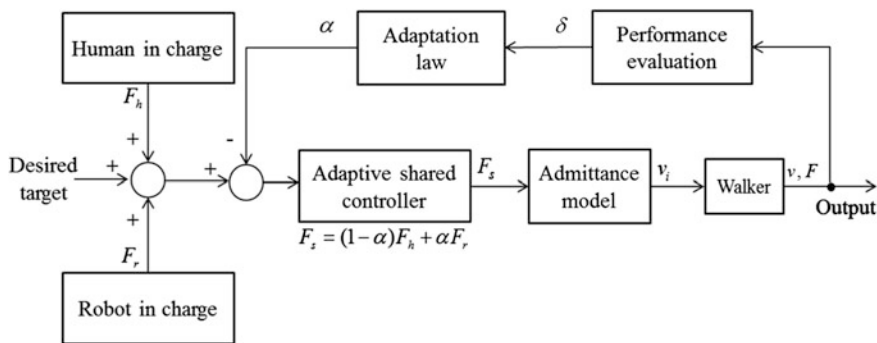 Human in charge
α
Adaptation
law
δ
Performance
evaluation
F_h
+
-
Desired
target
+
+
+
F_r
Adaptive shared
controller
F_s
Admittance
model
v_i
Walker
v, F
Output
F_s = (1-α)F_h + αF_r
Robot in charge